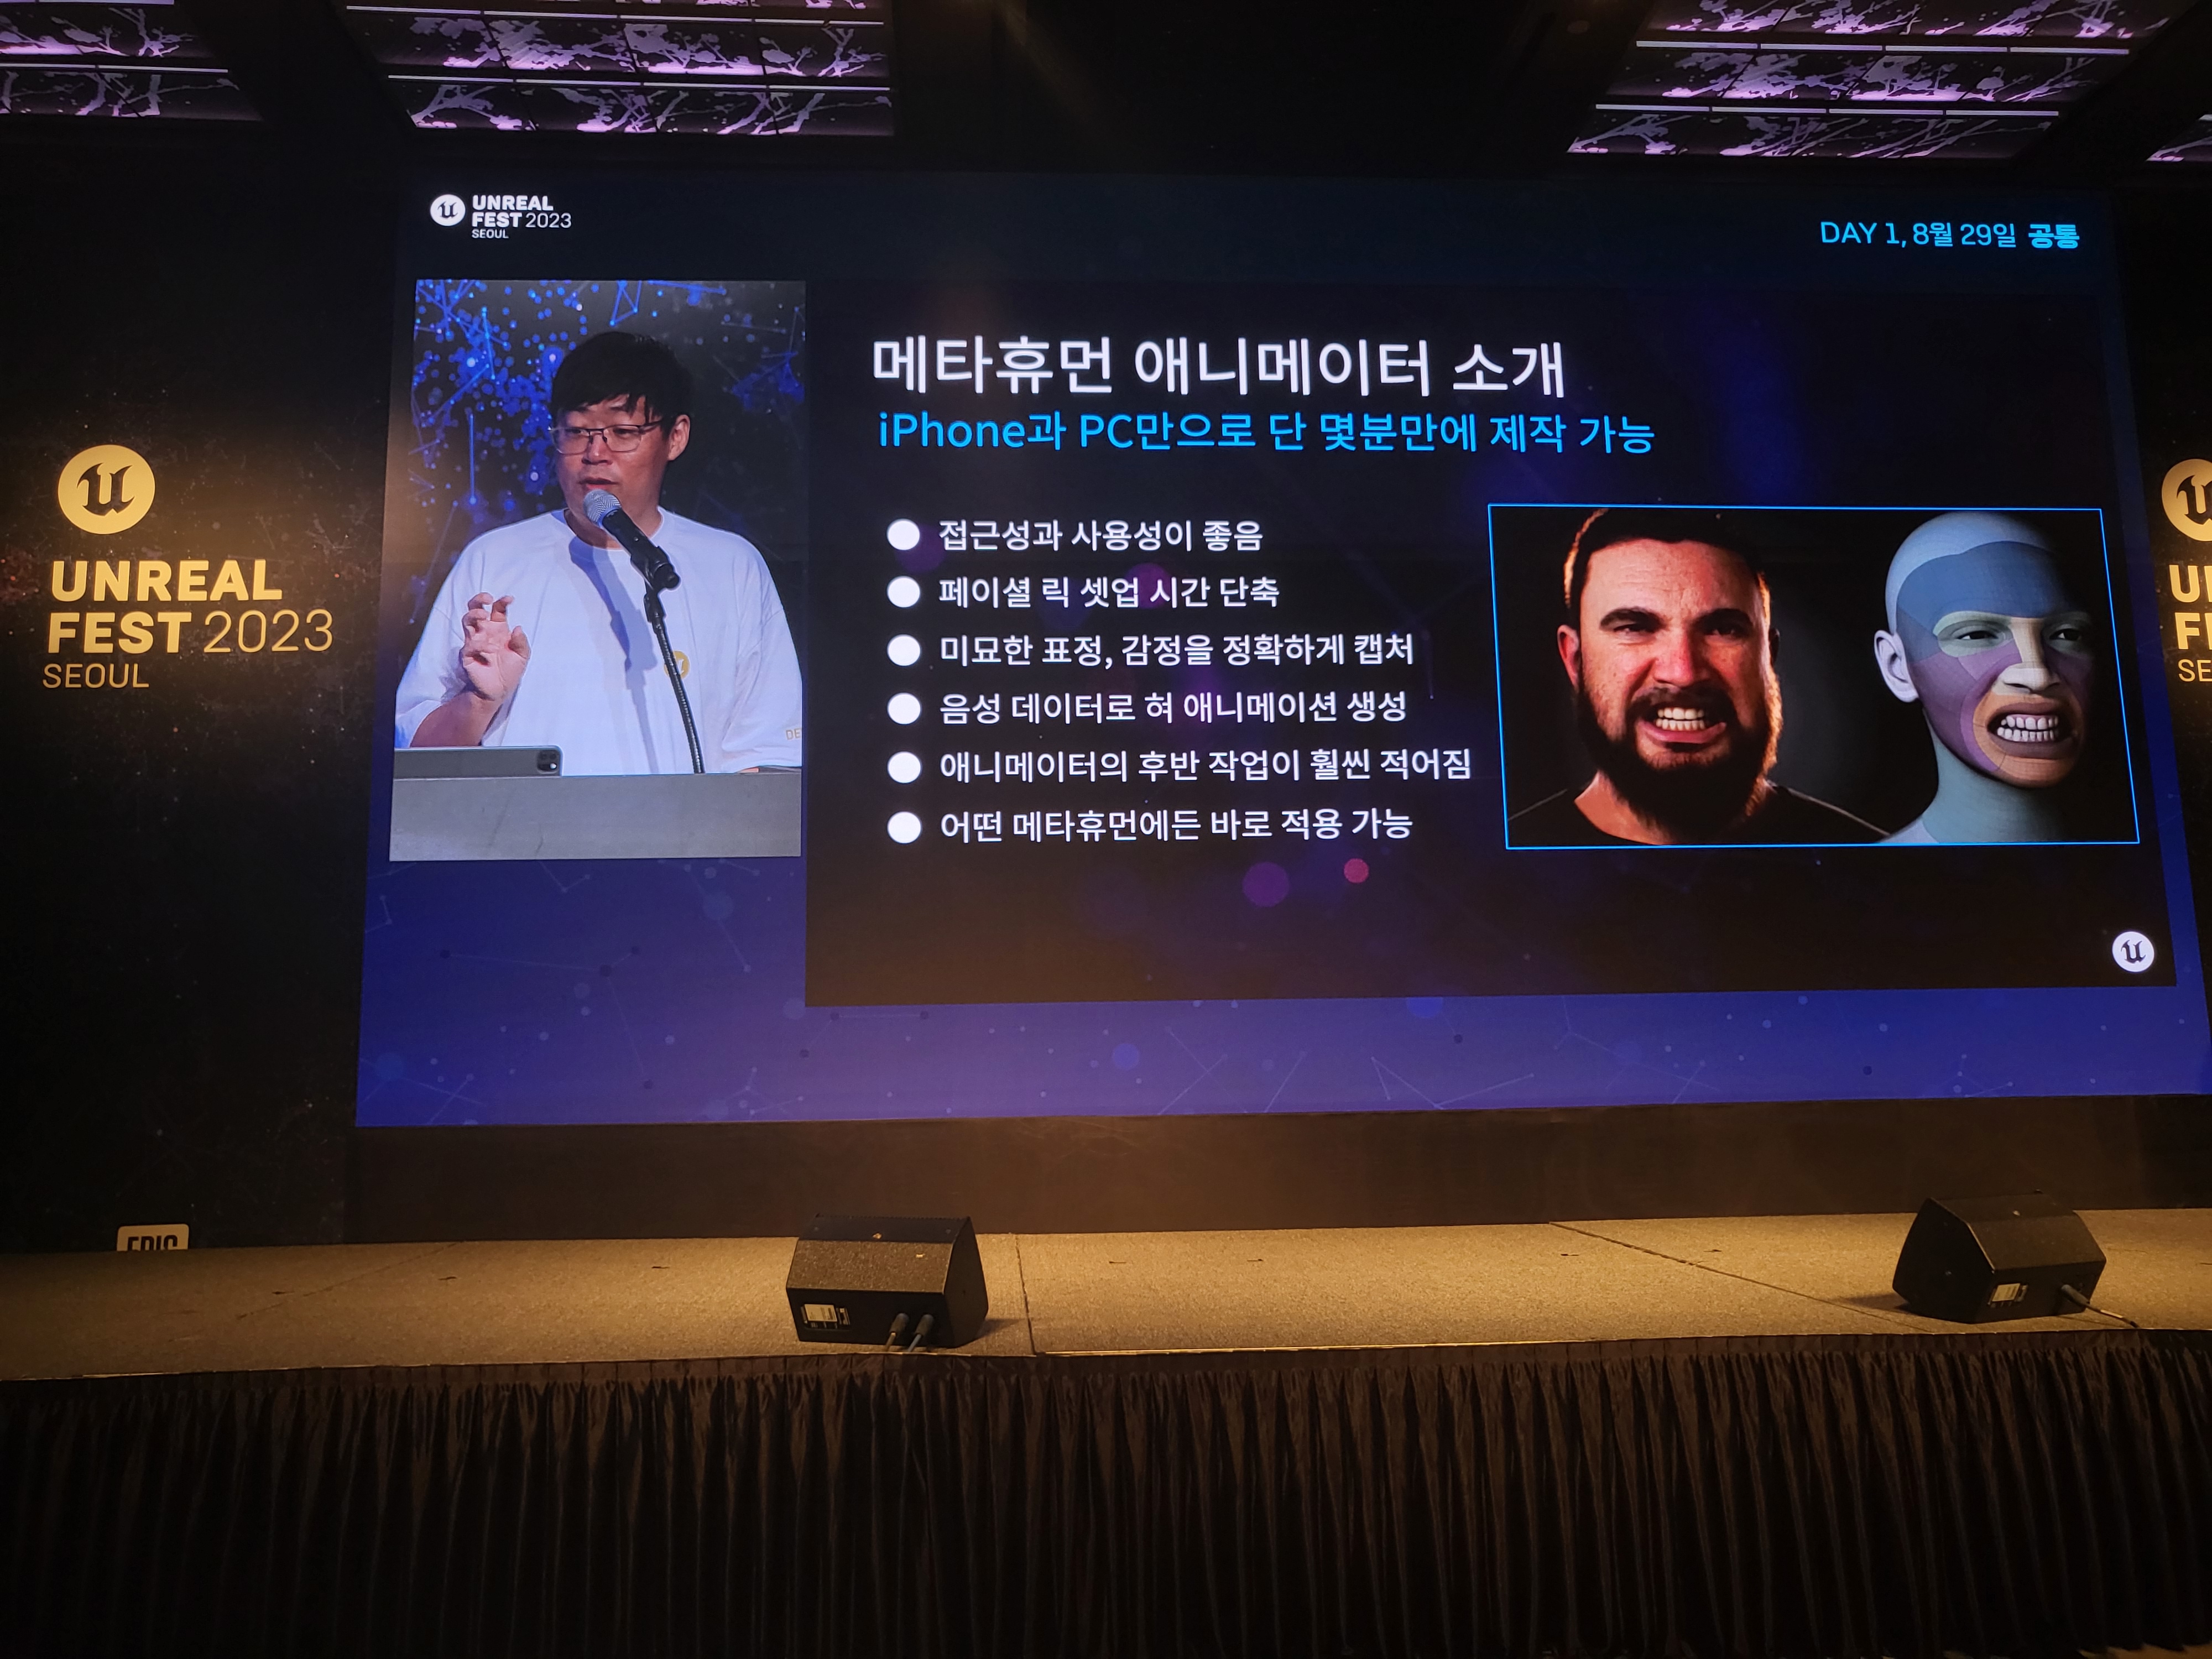 UNREAL
FEST 2023
SEOUL
DAY 1, 8월 29일 공통
메타휴먼 애니메이터 소개
iPhone과 PC만으로 단 몇분만에 제작 가능
접근성과 사용성이 좋음
페이셜 릭 셋업 시간 단축
미묘한 표정, 감정을 정확하게 캡처
음성 데이터로 혀 애니메이션 생성
애니메이터의 후반 작업이 훨씬 적어짐
어떤 메타휴먼에든 바로 적용 가능
UNREAL
FEST 2023
SEOUL
EPIC